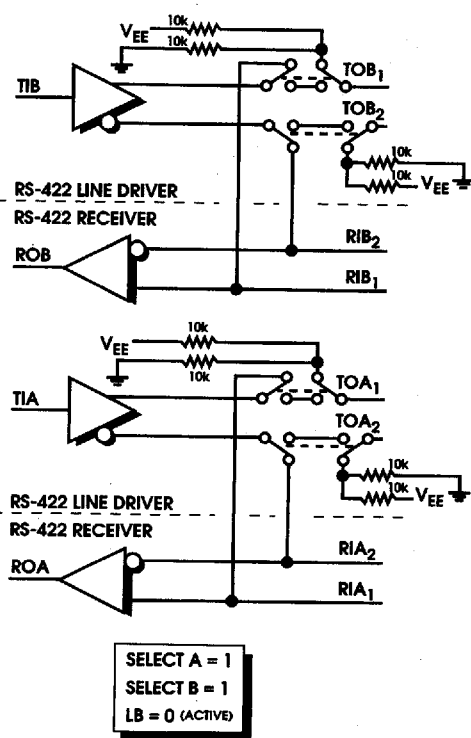 10k
VEE
10k
TOB1
TIB
TOB2
10k
10k
VEE
RS-422 LINE DRIVER
RS-422 RECEIVER
RIB2
ROB
RIB1
10k
VEE
10k
TOA1
TIA
TOA2
10k
10k
VEE
RS-422 LINE DRIVER
RS-422 RECEIVER
RIA2
ROA
RIA1
SELECT A = 1
SELECT B = 1
LB = 0 (ACTIVE)